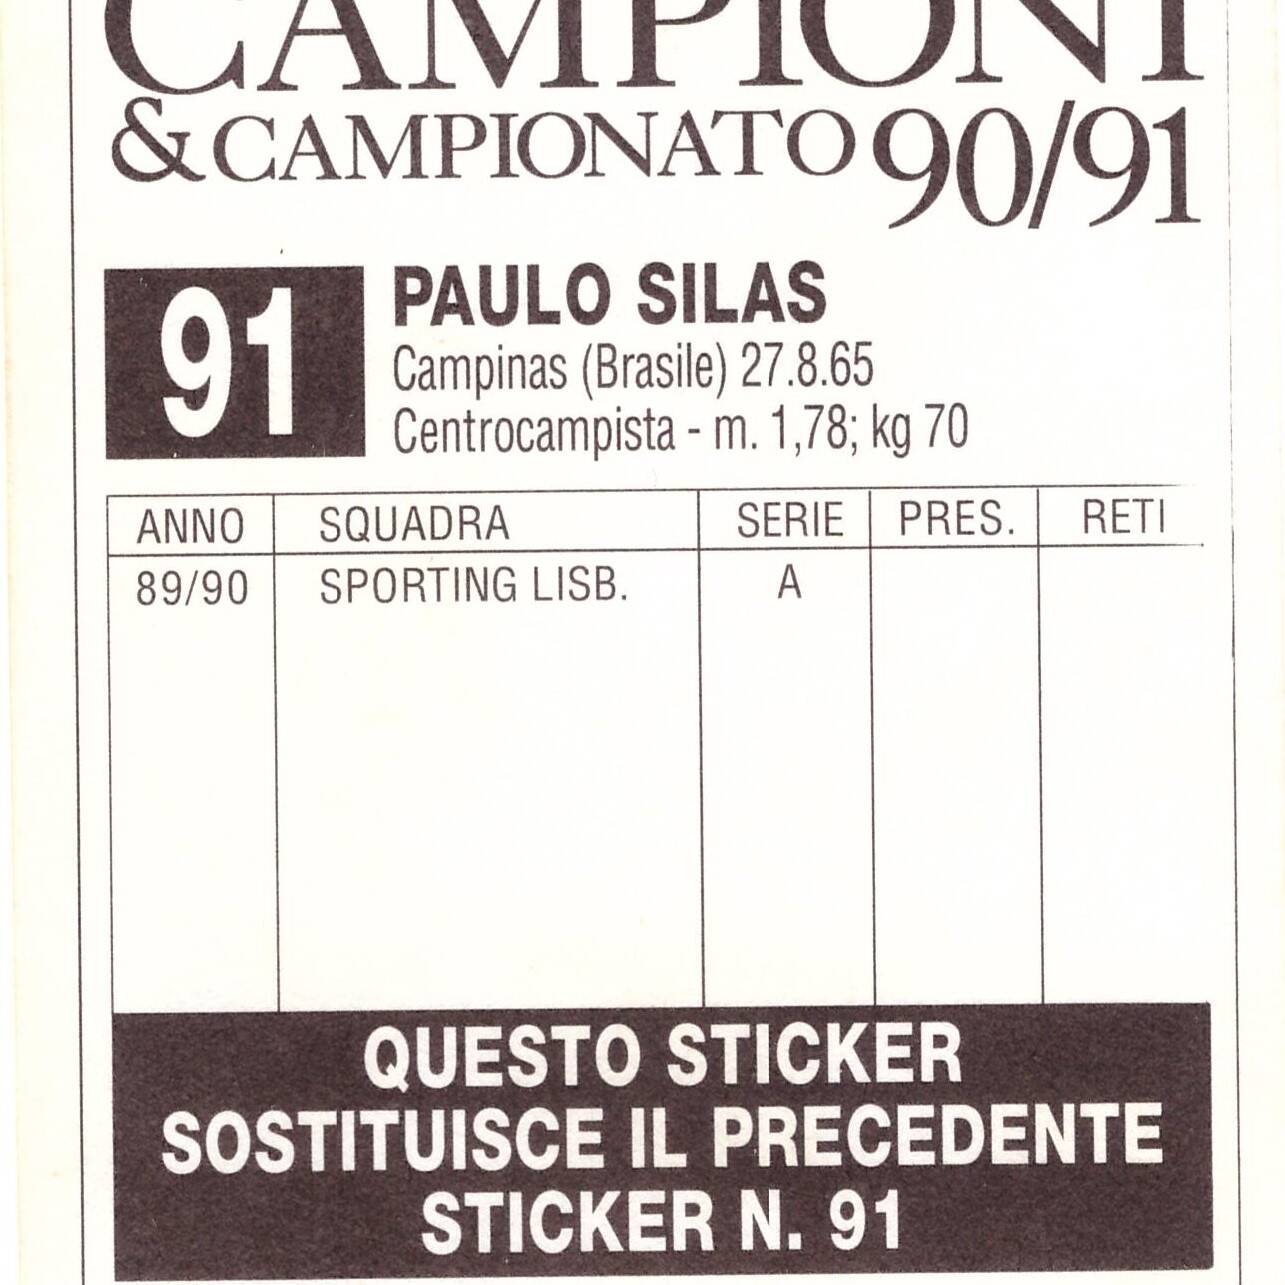 CAMPIONI
& CAMPIONATO 90/91
91
PAULO SILAS
Campinas (Brasile) 27.8.65
Centrocampista - m. 1,78; kg 70
ANNO SQUADRA SERIE PRES. RETI
89/90 SPORTING LISB. A
QUESTO STICKER
SOSTITUISCE IL PRECEDENTE
STICKER N. 91